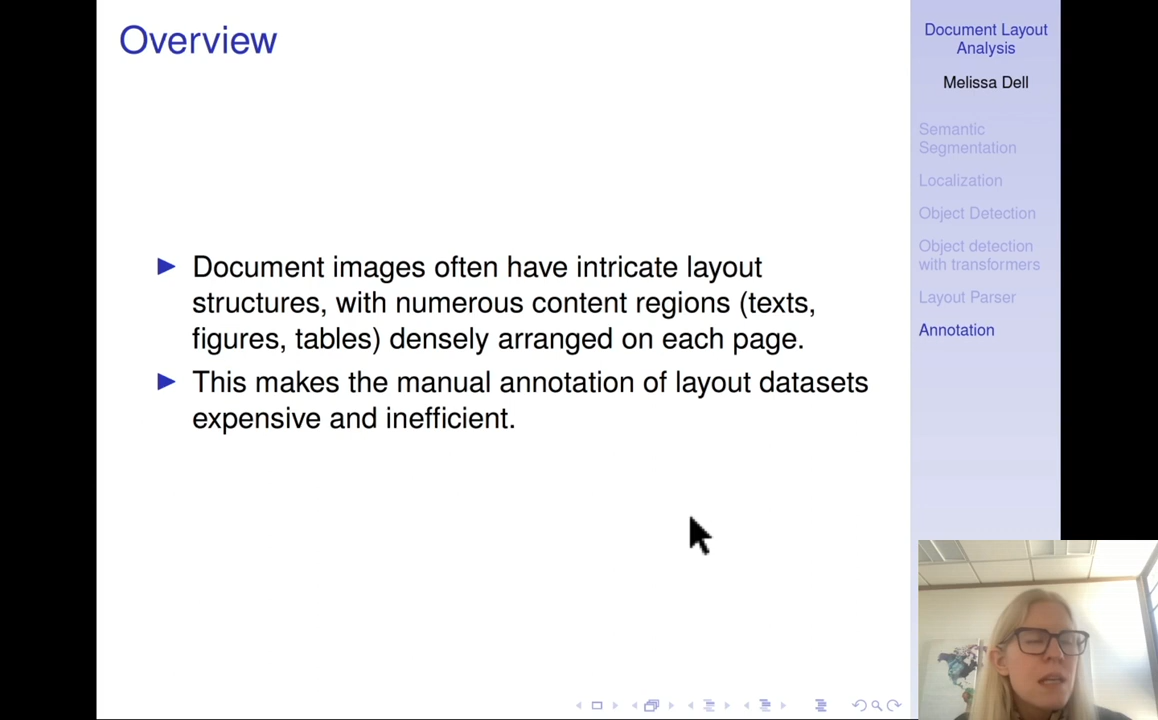 Overview
Document images often have intricate layout
structures, with numerous content regions (texts,
figures, tables) densely arranged on each page.
This makes the manual annotation of layout datasets
expensive and inefficient.
Document Layout
Analysis
Melissa Dell
Semantic
Segmentation
Localization
Object Detection
Object detection
with transformers
Layout Parser
Annotation